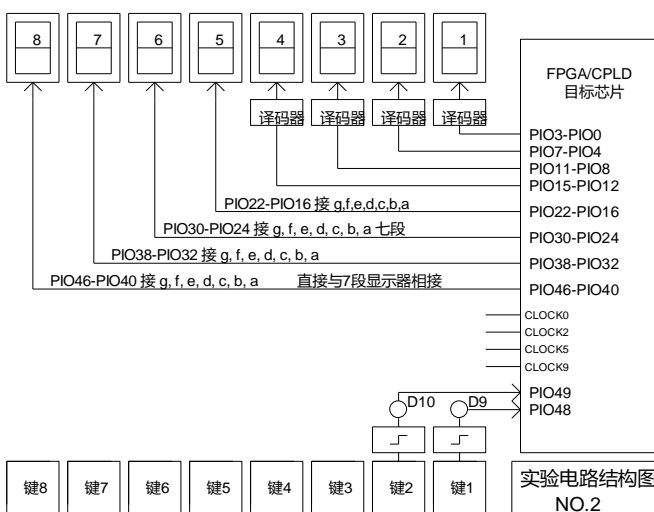 8 7 6 5 4 3 2 1
译码器 译码器 译码器 译码器
FPGA/CPLD
目标芯片
PIO3-PIO0
PIO7-PIO4
PIO11-PIO8
PIO15-PIO12
PIO22-PIO16 接 g,f,e,d,c,b,a
PIO22-PIO16
PIO30-PIO24 接 g, f, e, d, c, b, a 七段
PIO30-PIO24
PIO38-PIO32 接 g, f, e, d, c, b, a
PIO38-PIO32
PIO46-PIO40 接 g, f, e, d, c, b, a 直接与7段显示器相接
PIO46-PIO40
CLOCK0
CLOCK2
CLOCK5
CLOCK9
D10 D9
PIO49
PIO48
键8 键7 键6 键5 键4 键3 键2 键1
实验电路结构图
NO.2